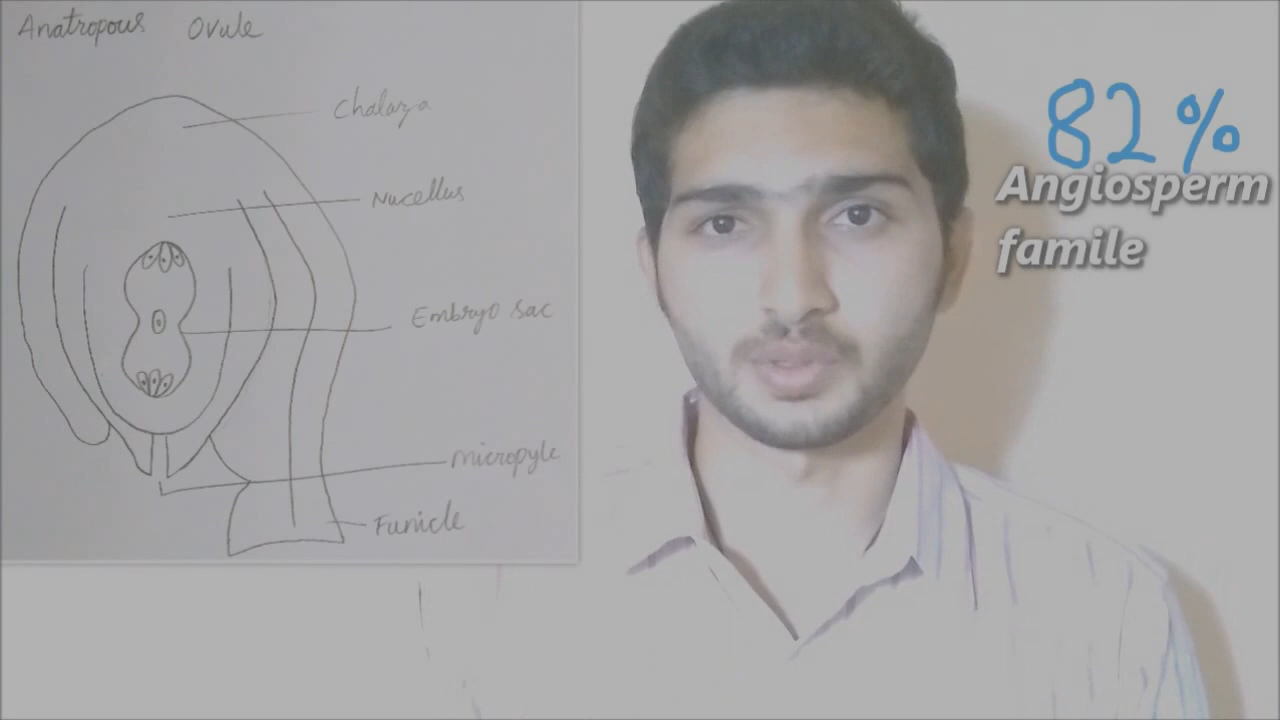 Anatropous Ovule
Chalaza
Nucellus
Embryo sac
micropyle
Funicle
82%
Angiosperm
famile